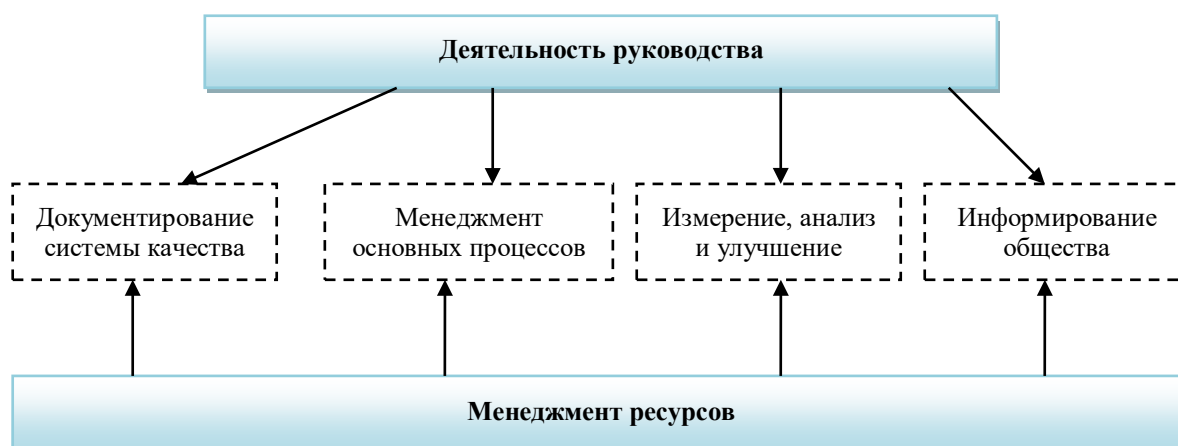 Деятельность руководства
Документирование
системы качества
Менеджмент
основных процессов
Измерение, анализ
и улучшение
Информирование
общества
Менеджмент ресурсов